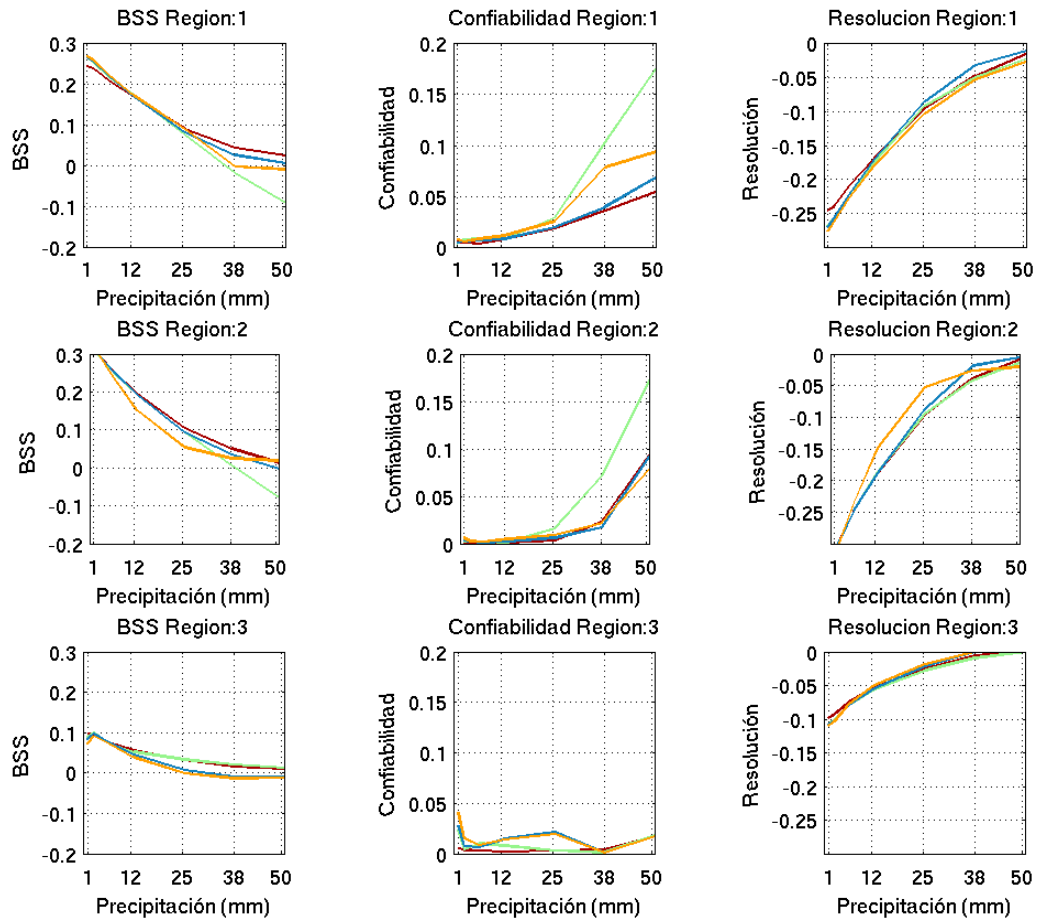 BSS Region:1
BSS
0.3
0.2
0.1
0
-0.1
-0.2
1 12 25 38 50
Precipitación (mm)
Confiabilidad Region:1
Confiabilidad
0.2
0.15
0.1
0.05
0
1 12 25 38 50
Precipitación (mm)
Resolucion Region:1
Resolución
0
-0.05
-0.1
-0.15
-0.2
-0.25
1 12 25 38 50
Precipitación (mm)
BSS Region:2
BSS
0.3
0.2
0.1
0
-0.1
-0.2
1 12 25 38 50
Precipitación (mm)
Confiabilidad Region:2
Confiabilidad
0.2
0.15
0.1
0.05
0
1 12 25 38 50
Precipitación (mm)
Resolucion Region:2
Resolución
0
-0.05
-0.1
-0.15
-0.2
-0.25
1 12 25 38 50
Precipitación (mm)
BSS Region:3
BSS
0.3
0.2
0.1
0
-0.1
-0.2
1 12 25 38 50
Precipitación (mm)
Confiabilidad Region:3
Confiabilidad
0.2
0.15
0.1
0.05
0
1 12 25 38 50
Precipitación (mm)
Resolucion Region:3
Resolución
0
-0.05
-0.1
-0.15
-0.2
-0.25
1 12 25 38 50
Precipitación (mm)